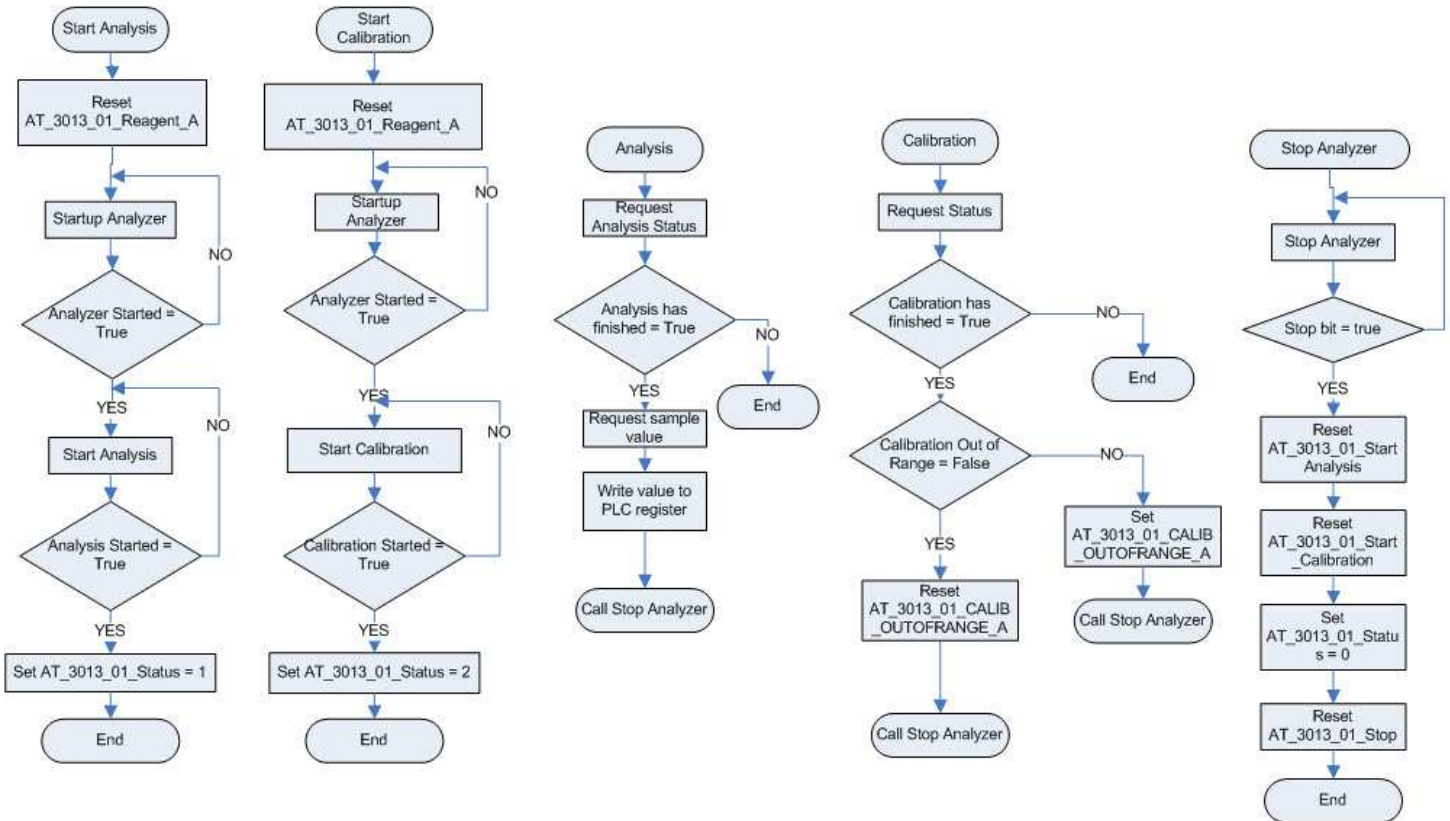 Start Analysis
Reset
AT_3013_01_Reagent_A
Startup Analyzer
NO
Analyzer Started =
True
YES
NO
Start Analysis
Analysis Started =
True
YES
Set AT_3013_01_Status = 1
End
Start
Calibration
Reset
AT_3013_01_Reagent_A
NO
Startup
Analyzer
Analyzer Started =
True
YES
NO
Start Calibration
Calibration Started =
True
YES
Set AT_3013_01_Status = 2
End
Analysis
Request
Analysis Status
Analysis has
finished = True
NO
End
YES
Request sample
value
Write value to
PLC register
Call Stop Analyzer
Calibration
Request Status
Calibration has
finished = True
NO
End
YES
Calibration Out of
Range = False
NO
Set
AT_3013_01_CALIB
_OUTOFRANGE_A
Call Stop Analyzer
YES
Reset
AT_3013_01_CALIB
_OUTOFRANGE_A
Call Stop Analyzer
Stop Analyzer
Stop Analyzer
Stop bit = true
YES
Reset
AT_3013_01_Start
Analysis
Reset
AT_3013_01_Start
_Calibration
Set
AT_3013_01_Statu
s = 0
Reset
AT_3013_01_Stop
End